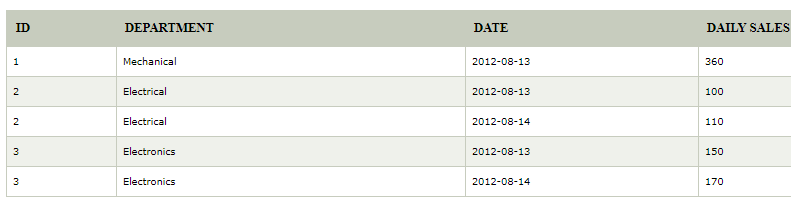 ID DEPARTMENT DATE DAILY SALES
1 Mechanical 2012-08-13 360
2 Electrical 2012-08-13 100
2 Electrical 2012-08-14 110
3 Electronics 2012-08-13 150
3 Electronics 2012-08-14 170